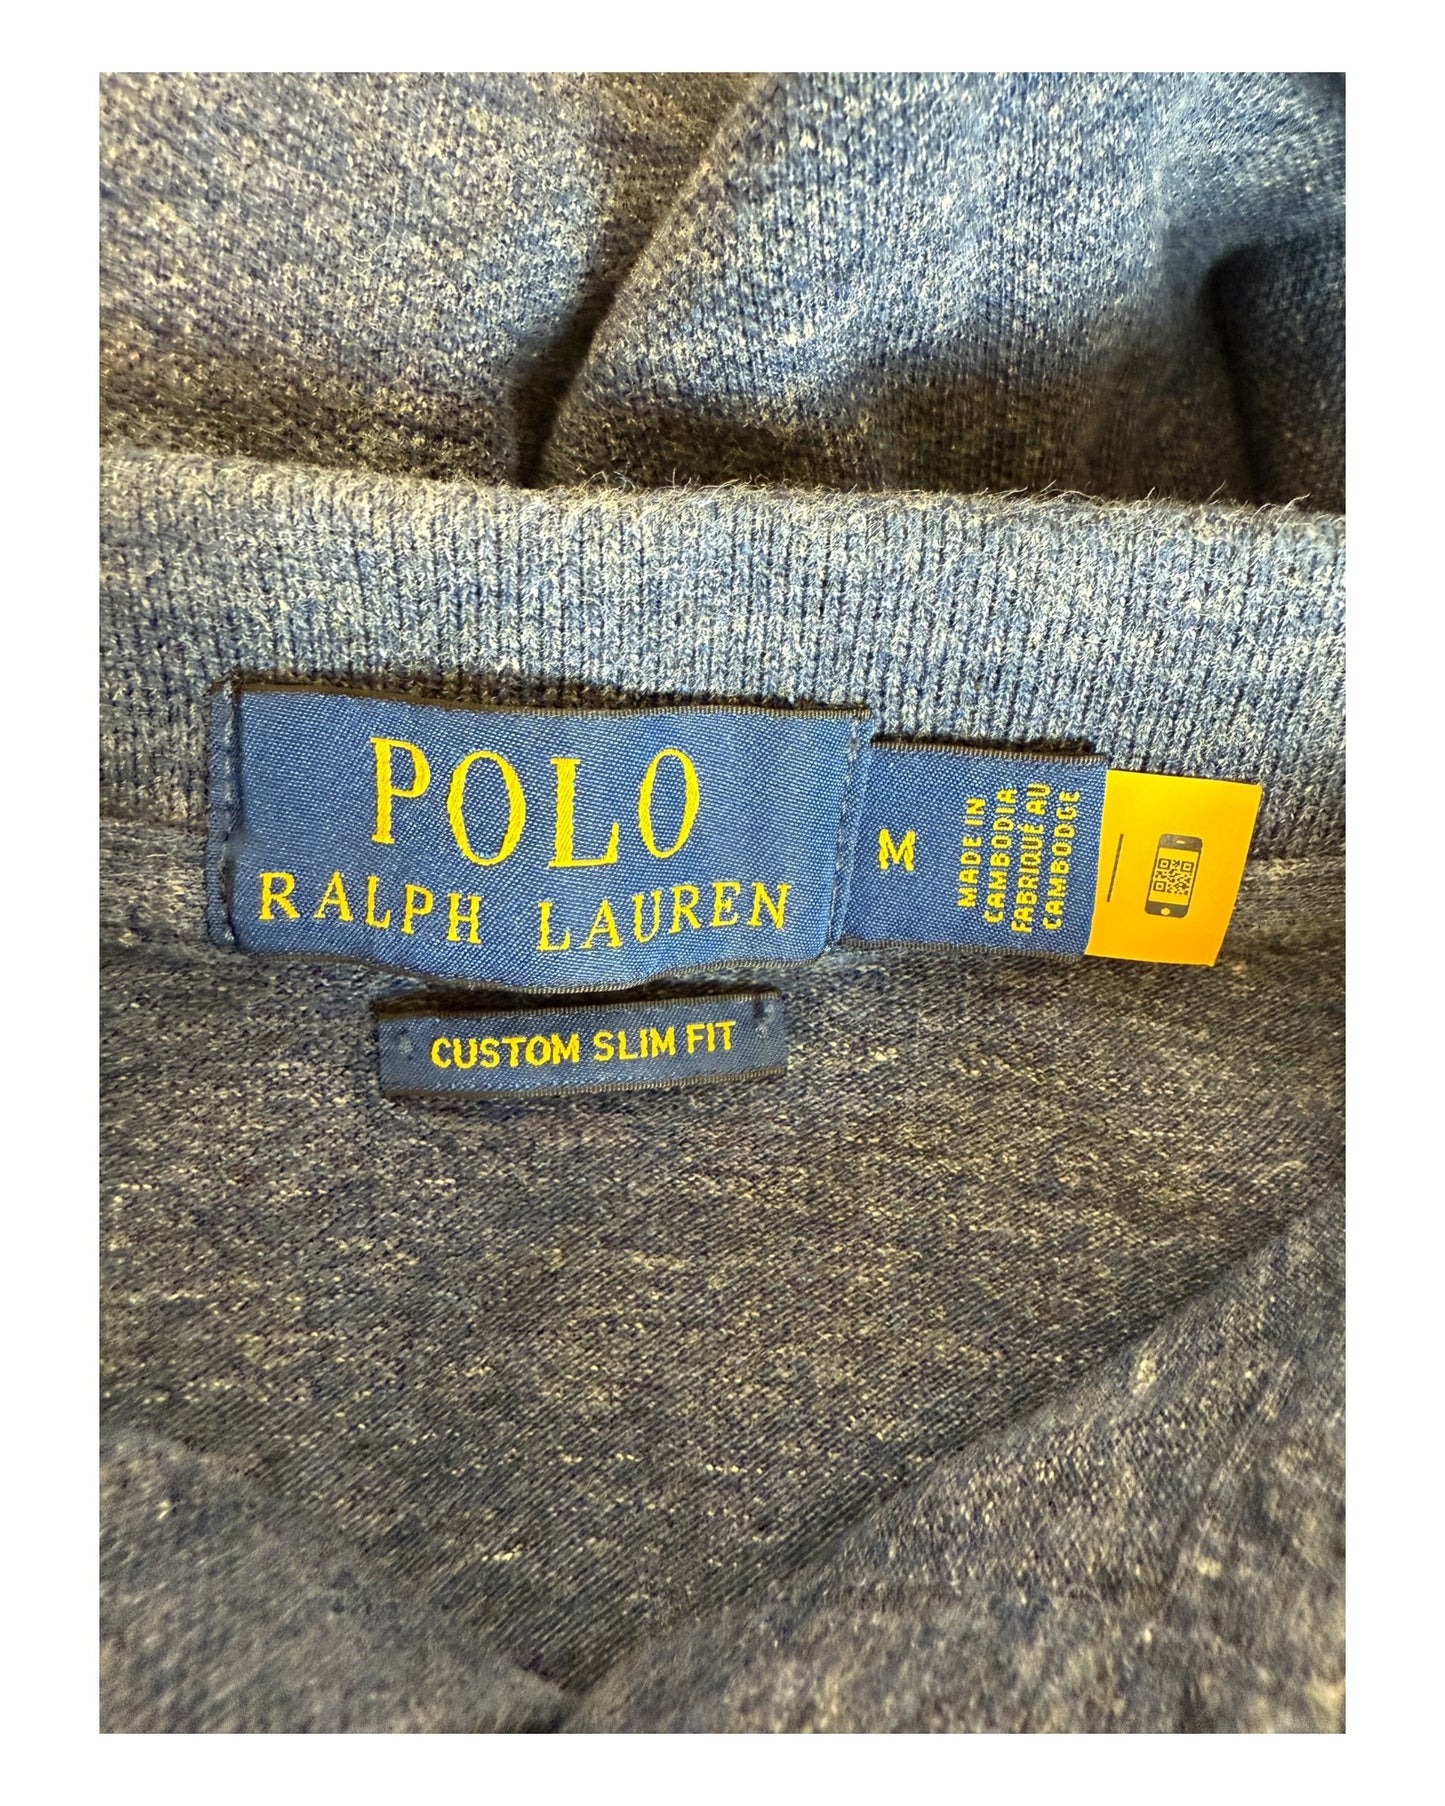 POLO
RALPH LAUREN
M
MADE IN
CAMBODIA
FABRIQUÉ AU
CAMBODGE
CUSTOM SLIM FIT